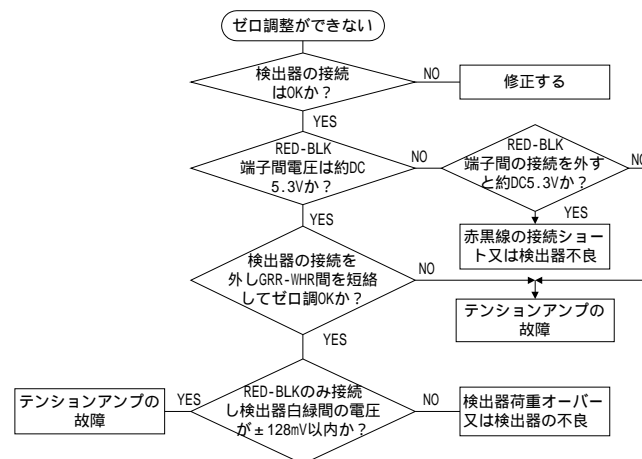 ゼロ調整ができない
検出器の接続
はOKか？
NO
修正する
YES
RED-BLK
端子間電圧は約DC
5.3Vか？
NO
RED-BLK
端子間の接続を外す
と約DC5.3Vか？
NO
YES
YES
赤黒線の接続ショー
ト又は検出器不良
検出器の接続を
外しGRR-WHR間を短絡
してゼロ調OKか？
NO
テンションアンプの
故障
YES
テンションアンプの
故障
YES
RED-BLKのみ接続
し検出器白緑間の電圧
が±128mV以内か？
NO
検出器荷重オーバー
又は検出器の不良